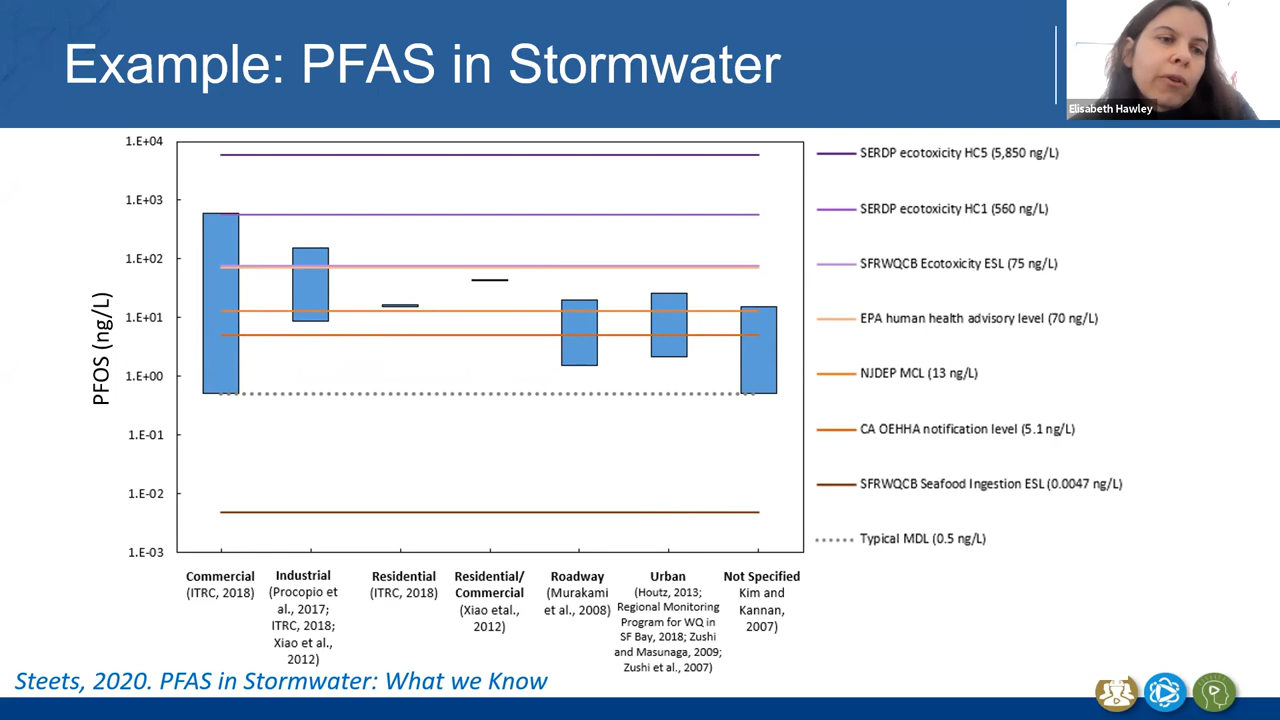 Example: PFAS in Stormwater
Elisabeth Hawley
1.E+04
1.E+03
1.E+02
1.E+01
1.E+00
1.E-01
1.E-02
1.E-03
PFOS (ng/L)
SERDP ecotoxicity HC5 (5,850 ng/L)
SERDP ecotoxicity HC1 (560 ng/L)
SFRWQCB Ecotoxicity ESL (75 ng/L)
EPA human health advisory level (70 ng/L)
NJDEP MCL (13 ng/L)
CA OEHHA notification level (5.1 ng/L)
SFRWQCB Seafood Ingestion ESL (0.0047 ng/L)
Typical MDL (0.5 ng/L)
Commercial
(ITRC, 2018)
Industrial
(Procopio et
al., 2017;
ITRC, 2018;
Xiao et al.,
2012)
Residential
(ITRC, 2018)
Residential/
Commercial
(Xiao etal.,
2012)
Roadway
(Murakami
et al., 2008)
Urban
(Houtz, 2013;
Regional Monitoring
Program for WQ in
SF Bay, 2018; Zushi
and Masunaga, 2009;
Zushi et al., 2007)
Not Specified
Kim and
Kannan,
2007)
Steets, 2020. PFAS in Stormwater: What we Know